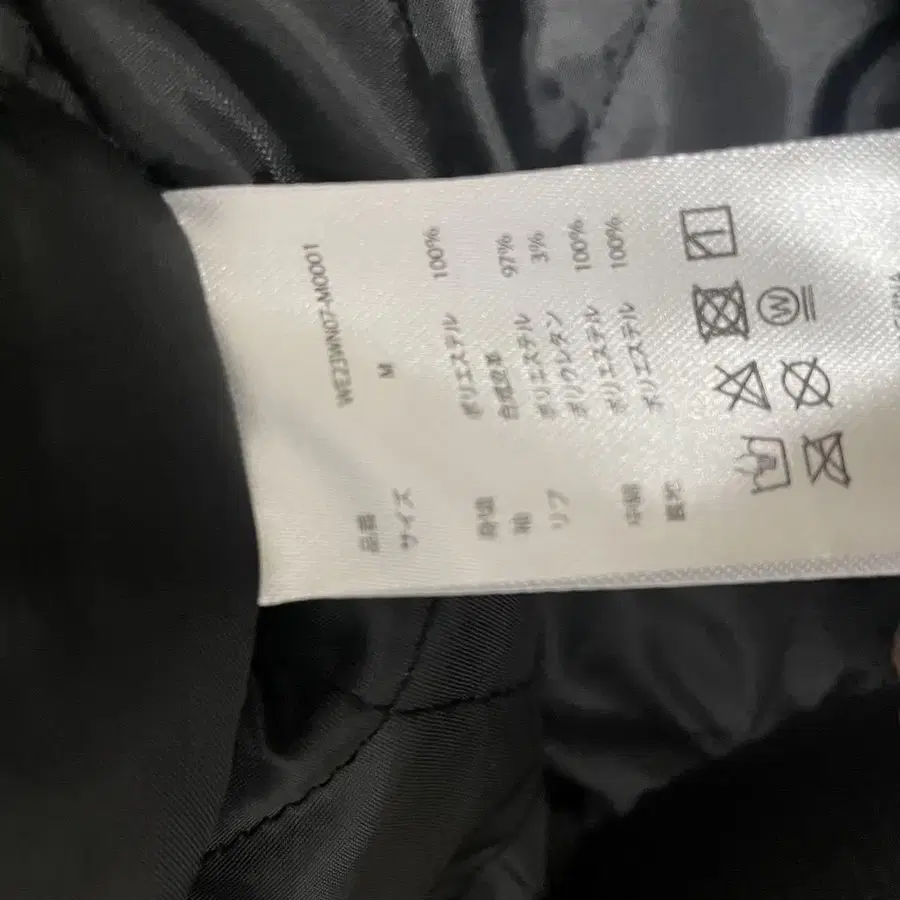 品番 WE23WN07-M0001
サイズ M
身頃 ポリエステル 100%
袖 合成皮革
リブ ポリエステル 97%
ポリウレタン 3%
中綿 ポリエステル 100%
裏地 ポリエステル 100%
W